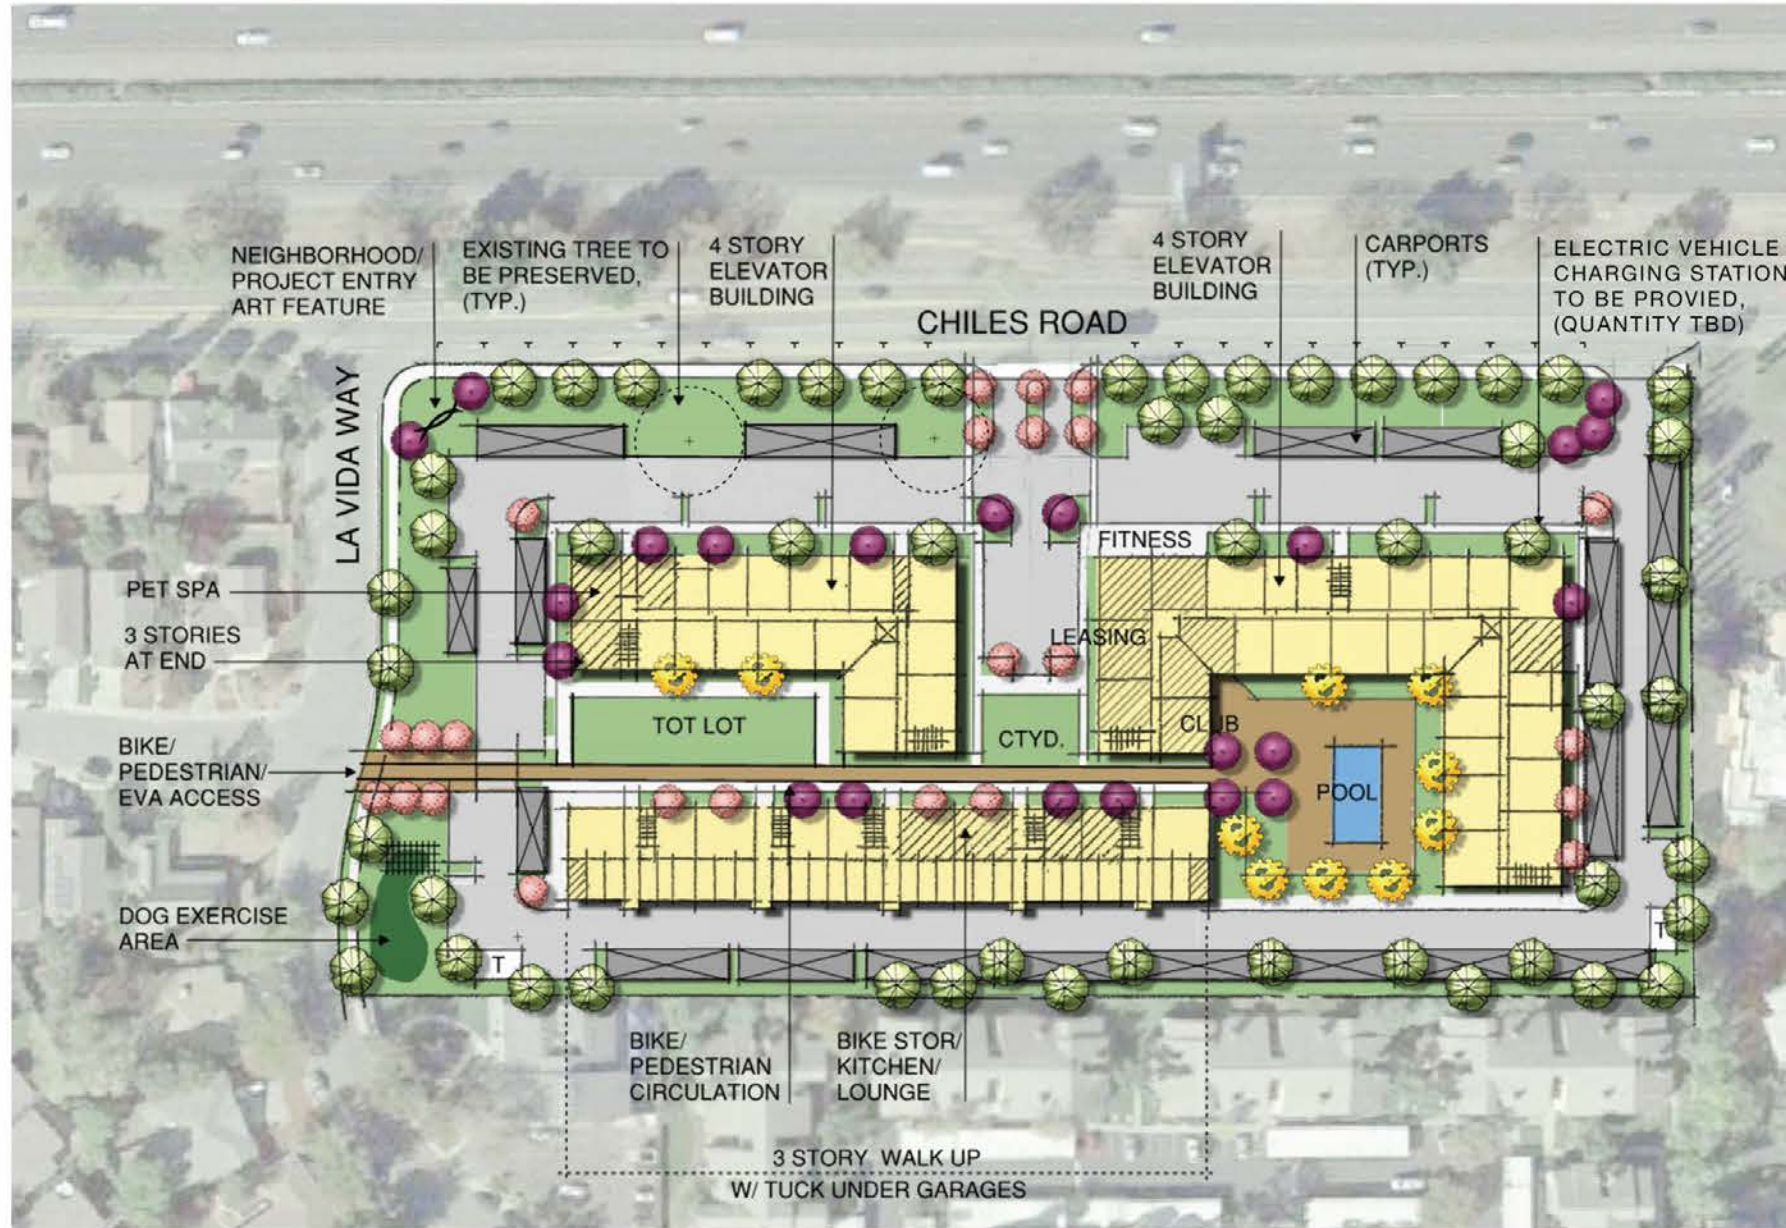 NEIGHBORHOOD/
PROJECT ENTRY
ART FEATURE
EXISTING TREE TO
BE PRESERVED,
(TYP.)
4 STORY
ELEVATOR
BUILDING
4 STORY
ELEVATOR
BUILDING
CARPORTS
(TYP.)
ELECTRIC VEHICLE
CHARGING STATION
TO BE PROVIED,
(QUANTITY TBD)
CHILES ROAD
LA VIDA WAY
FITNESS
PET SPA
3 STORIES
AT END
LEASING
TOT LOT
CTYD.
CLUB
POOL
BIKE/
PEDESTRIAN/
EVA ACCESS
DOG EXERCISE
AREA
T
T
BIKE/
PEDESTRIAN
CIRCULATION
BIKE STOR/
KITCHEN/
LOUNGE
3 STORY WALK UP
W/ TUCK UNDER GARAGES